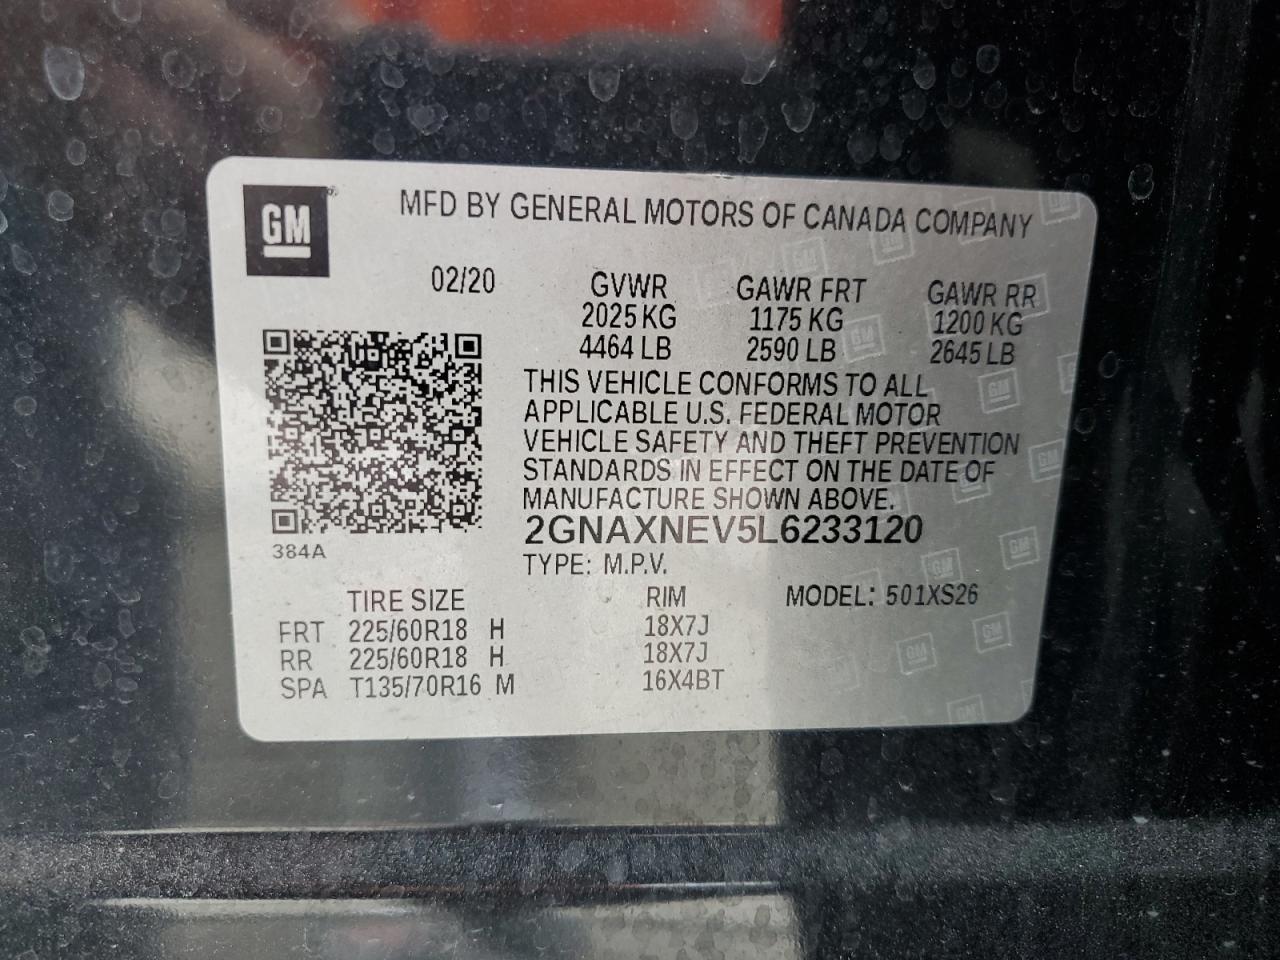 GM
MFD BY GENERAL MOTORS OF CANADA COMPANY
02/20 GVWR GAWR FRT GAWR RR
2025 KG 1175 KG 1200 KG
4464 LB 2590 LB 2645 LB
THIS VEHICLE CONFORMS TO ALL
APPLICABLE U.S. FEDERAL MOTOR
VEHICLE SAFETY AND THEFT PREVENTION
STANDARDS IN EFFECT ON THE DATE OF
MANUFACTURE SHOWN ABOVE.
2GNAXNEV5L6233120
384A
TYPE: M.P.V.
TIRE SIZE RIM MODEL: 501XS26
FRT 225/60R18 H 18X7J
RR 225/60R18 H 18X7J
SPA T135/70R16 M 16X4BT